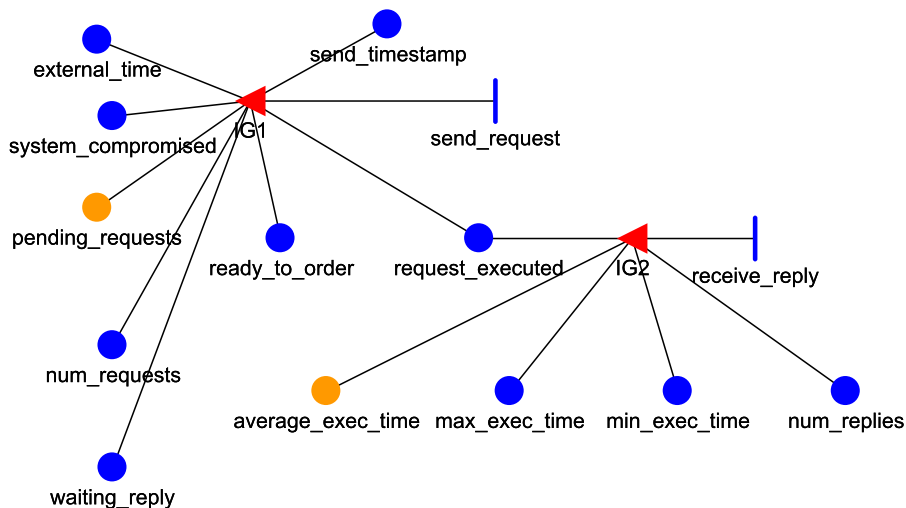 send_timestamp
external_time
IG1
send_request
system_compromised
pending_requests
ready_to_order
request_executed
IG2
receive_reply
num_requests
average_exec_time
max_exec_time
min_exec_time
num_replies
waiting_reply